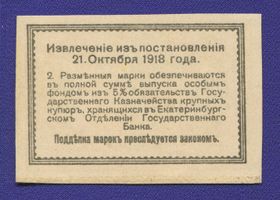 Извлеченіе изъ постановленія
21. Октября 1918 года.
2. Размѣнныя марки обезпечиваются
въ полной суммѣ выпуска особымъ
фондомъ изъ 5% обязательствъ Госу-
дарственнаго Казначейства крупныхъ
купюръ, хранящихся въ Екатеринбург-
скомъ Отдѣленіи Государственнаго
Банка.
Поддѣлка марокъ преслѣдуется закономъ.